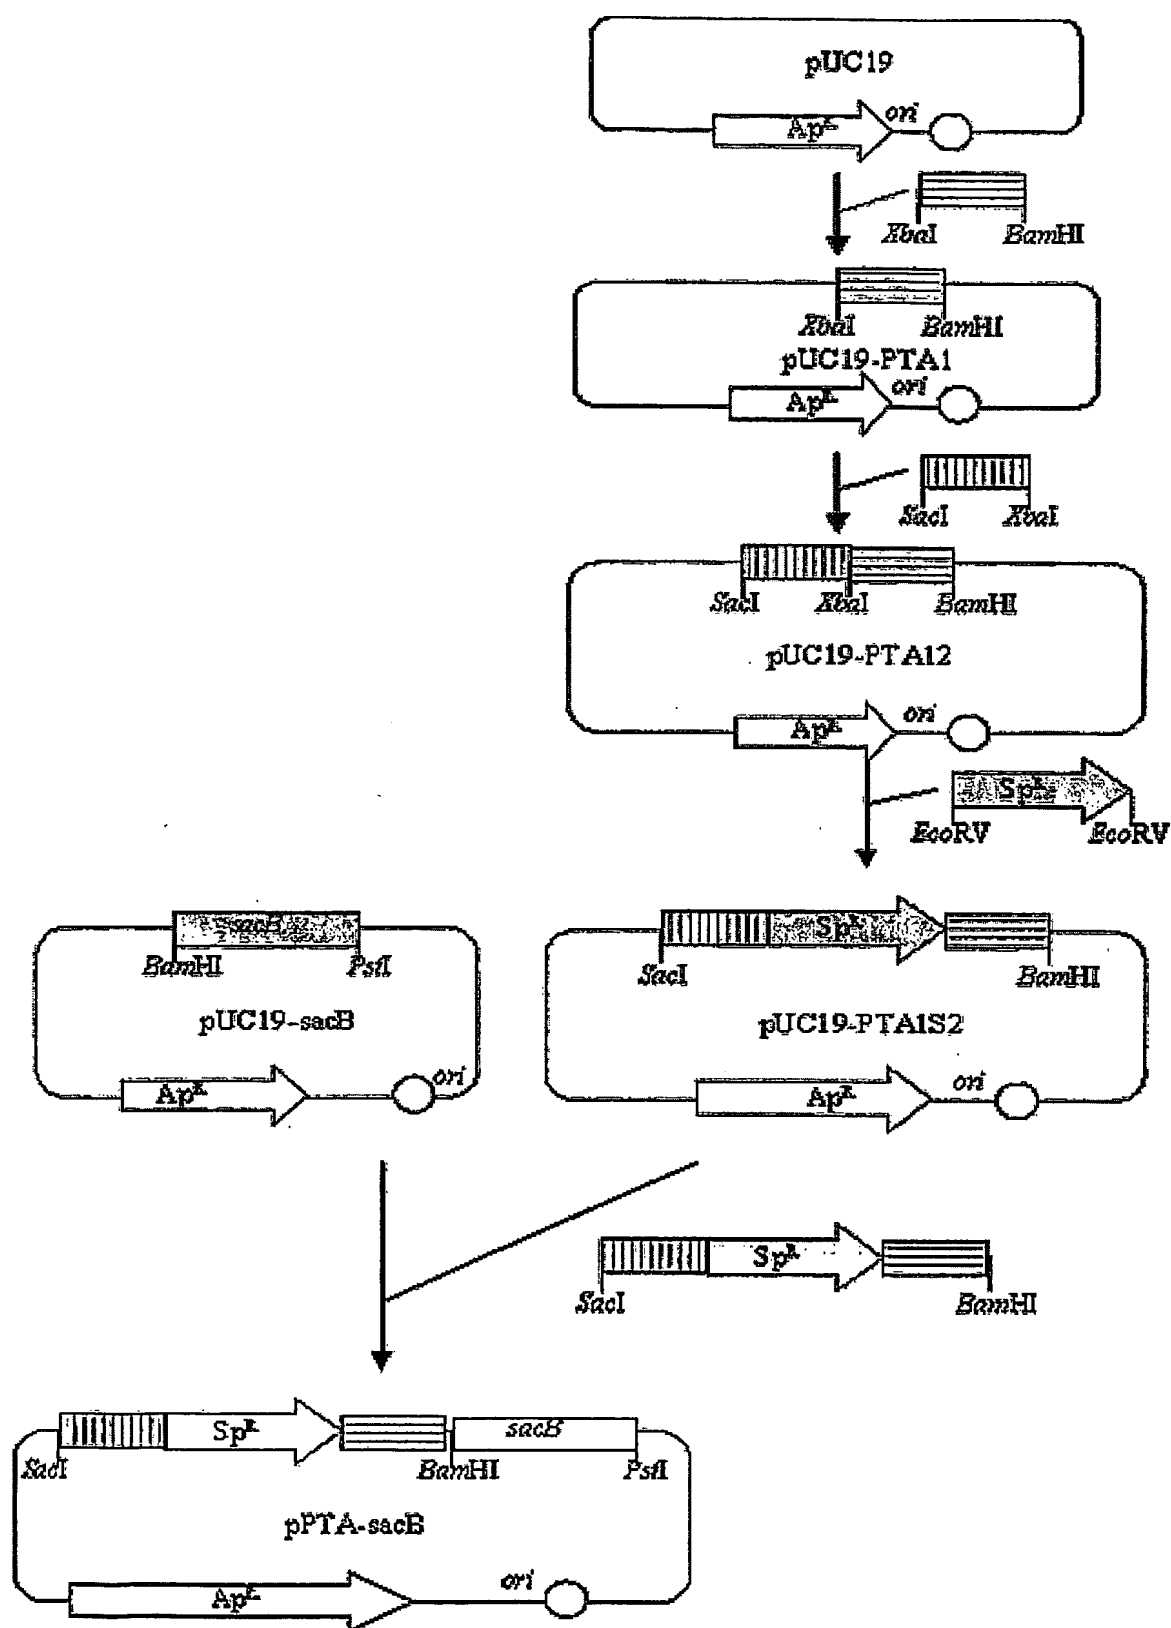 pUC19
Ap^R ori
XbaI BamHI
XbaI BamHI
pUC19-PTA1
Ap^R ori
SacI XbaI
SacI XbaI BamHI
pUC19-PTA12
Ap^R ori
Sp^R
EcoRV EcoRV
sacB
BamHI PstI
pUC19-sacB
Ap^R ori
Sp^R
SacI BamHI
pUC19-PTA1S2
Ap^R ori
Sp^R
SacI BamHI
Sp^R sacB
SacI BamHI PstI
pPTA-sacB
Ap^R ori